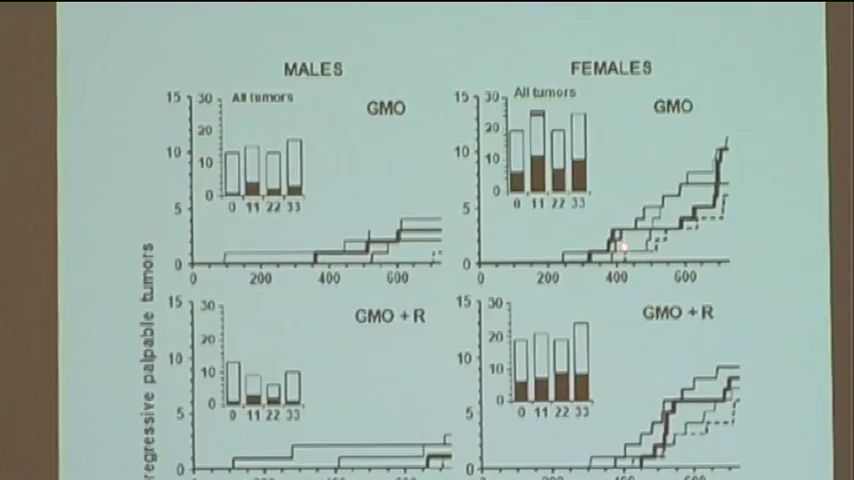 MALES FEMALES
15 30 All tumors GMO 15 30 All tumors GMO
20 20
10 10 10 10
0 0
0 11 22 33 0 11 22 33
5 5
0 0
0 200 400 600 0 200 400 600
regressive palpable tumors
15 30 GMO + R 15 30 GMO + R
20 20
10 10 10 10
0 0
0 11 22 33 0 11 22 33
5 5
0 0